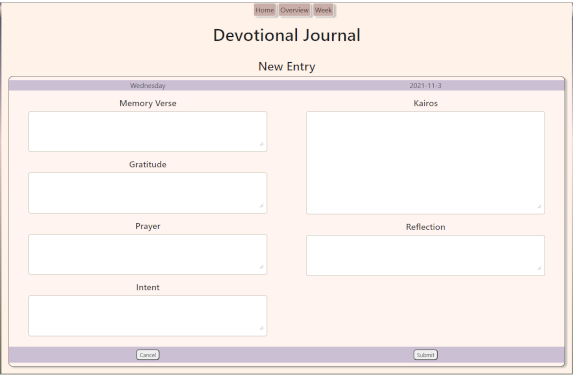 Home Overview Week
Devotional Journal
New Entry
Wednesday 2021-11-3
Memory Verse
Kairos
Gratitude
Prayer
Reflection
Intent
Cancel Submit